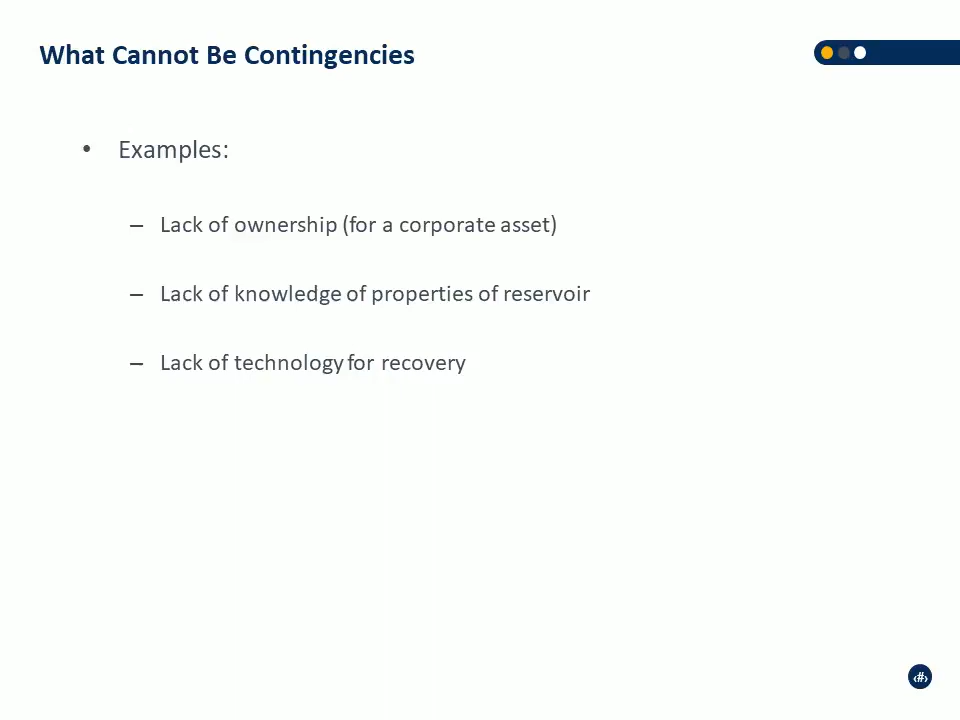 What Cannot Be Contingencies
• Examples:
– Lack of ownership (for a corporate asset)
– Lack of knowledge of properties of reservoir
– Lack of technology for recovery
‹#›